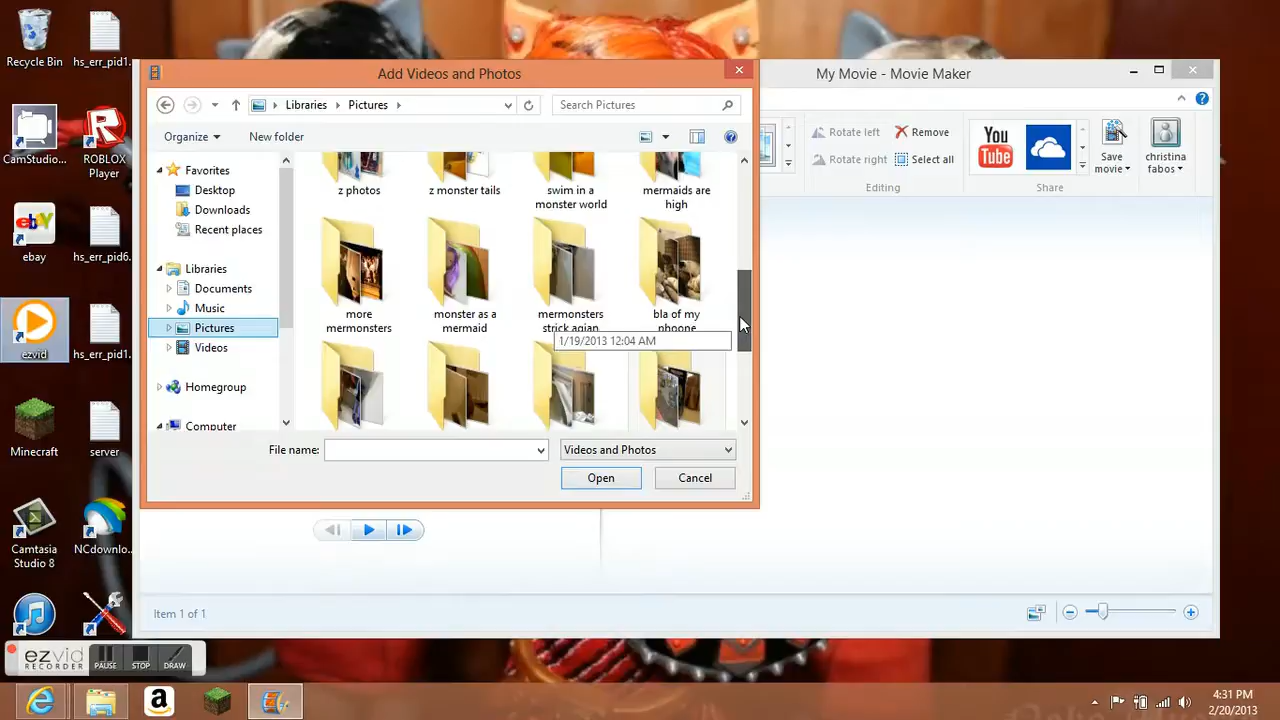 Recycle Bin
hs_err_pid1...
CamStudio...
ROBLOX
Player
ebay
hs_err_pid6...
ezvid
hs_err_pid1...
Minecraft
server
Camtasia
Studio 8
NCdownlo...
ezvid
RECORDER
PAUSE
STOP
DRAW
Add Videos and Photos
Libraries
Pictures
Search Pictures
Organize
New folder
Favorites
Desktop
Downloads
Recent places
Libraries
Documents
Music
Pictures
Videos
Homegroup
Computer
z photos
z monster tails
swim in a
monster world
mermaids are
high
more
mermonsters
monster as a
mermaid
mermonsters
strick agian
bla of my
phoone
1/19/2013 12:04 AM
File name:
Videos and Photos
Open
Cancel
My Movie - Movie Maker
Rotate left
Remove
Rotate right
Select all
Editing
You
Tube
Share
Save
movie
christina
fabos
Item 1 of 1
4:31 PM
2/20/2013